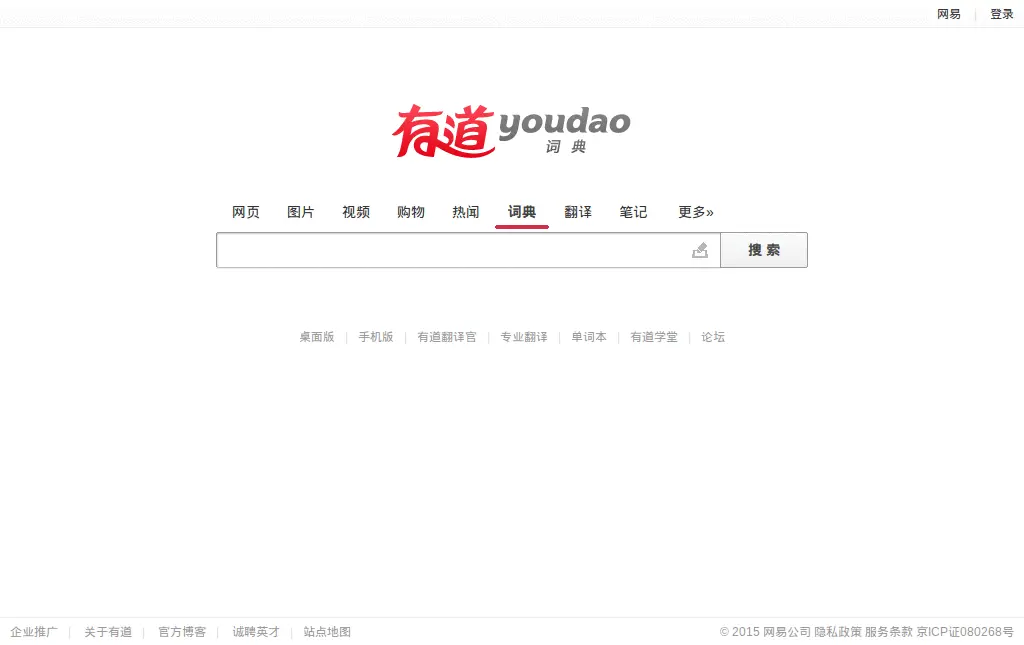 网易 | 登录
有道 youdao
词典
网页 图片 视频 购物 热闻 词典 翻译 笔记 更多»
搜 索
桌面版 | 手机版 | 有道翻译官 | 专业翻译 | 单词本 | 有道学堂 | 论坛
企业推广 | 关于有道 | 官方博客 | 诚聘英才 | 站点地图 © 2015 网易公司 隐私政策 服务条款 京ICP证080268号